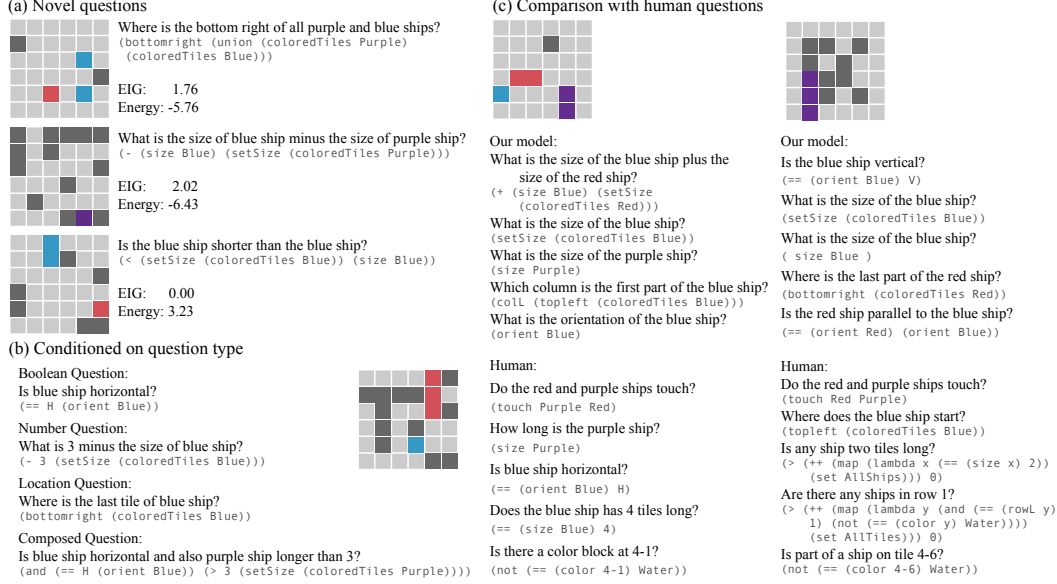 (a) Novel questions
Where is the bottom right of all purple and blue ships?
(bottomright (union (coloredTiles Purple)
(coloredTiles Blue)))
EIG: 1.76
Energy: -5.76
What is the size of blue ship minus the size of purple ship?
(- (size Blue) (setSize (coloredTiles Purple)))
EIG: 2.02
Energy: -6.43
Is the blue ship shorter than the blue ship?
(< (setSize (coloredTiles Blue)) (size Blue))
EIG: 0.00
Energy: 3.23
(b) Conditioned on question type
Boolean Question:
Is blue ship horizontal?
(== H (orient Blue))
Number Question:
What is 3 minus the size of blue ship?
(- 3 (setSize (coloredTiles Blue)))
Location Question:
Where is the last tile of blue ship?
(bottomright (coloredTiles Blue))
Composed Question:
Is blue ship horizontal and also purple ship longer than 3?
(and (== H (orient Blue)) (> 3 (setSize (coloredTiles Purple))))
(c) Comparison with human questions
Our model:
What is the size of the blue ship plus the
size of the red ship?
(+ (size Blue) (setSize
(coloredTiles Red)))
What is the size of the blue ship?
(setSize (coloredTiles Blue))
What is the size of the purple ship?
(size Purple)
Which column is the first part of the blue ship?
(colL (topleft (coloredTiles Blue)))
What is the orientation of the blue ship?
(orient Blue)
Human:
Do the red and purple ships touch?
(touch Purple Red)
How long is the purple ship?
(size Purple)
Is blue ship horizontal?
(== (orient Blue) H)
Does the blue ship has 4 tiles long?
(== (size Blue) 4)
Is there a color block at 4-1?
(not (== (color 4-1) Water))
Our model:
Is the blue ship vertical?
(== (orient Blue) V)
What is the size of the blue ship?
(setSize (coloredTiles Blue))
What is the size of the blue ship?
( size Blue )
Where is the last part of the red ship?
(bottomright (coloredTiles Red))
Is the red ship parallel to the blue ship?
(== (orient Red) (orient Blue))
Human:
Do the red and purple ships touch?
(touch Red Purple)
Where does the blue ship start?
(topleft (coloredTiles Blue))
Is any ship two tiles long?
(> (++ (map (lambda x (== (size x) 2))
(set AllShips))) 0)
Are there any ships in row 1?
(> (++ (map (lambda y (and (== (rowL y)
1) (not (== (color y) Water))))
(set AllTiles))) 0)
Is part of a ship on tile 4-6?
(not (== (color 4-6) Water))